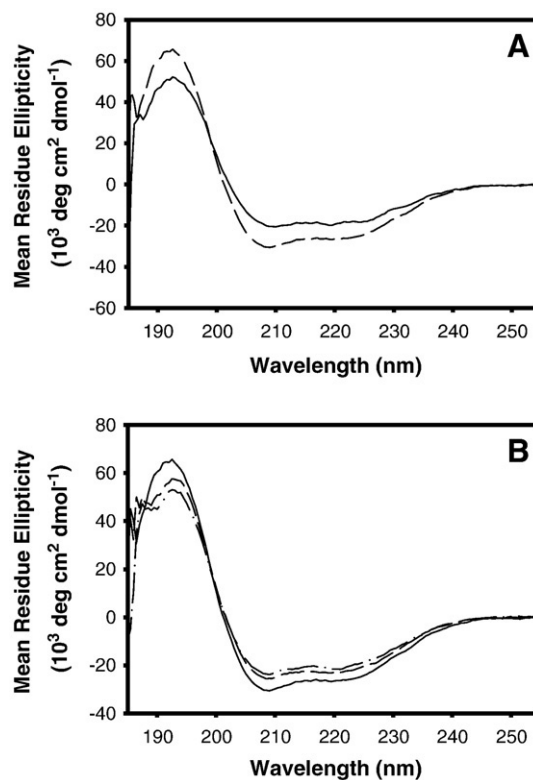 A
Mean Residue Ellipticity
(10³ deg cm² dmol⁻¹)
80
60
40
20
0
-20
-40
-60
190 200 210 220 230 240 250
Wavelength (nm)
B
Mean Residue Ellipticity
(10³ deg cm² dmol⁻¹)
80
60
40
20
0
-20
-40
190 200 210 220 230 240 250
Wavelength (nm)